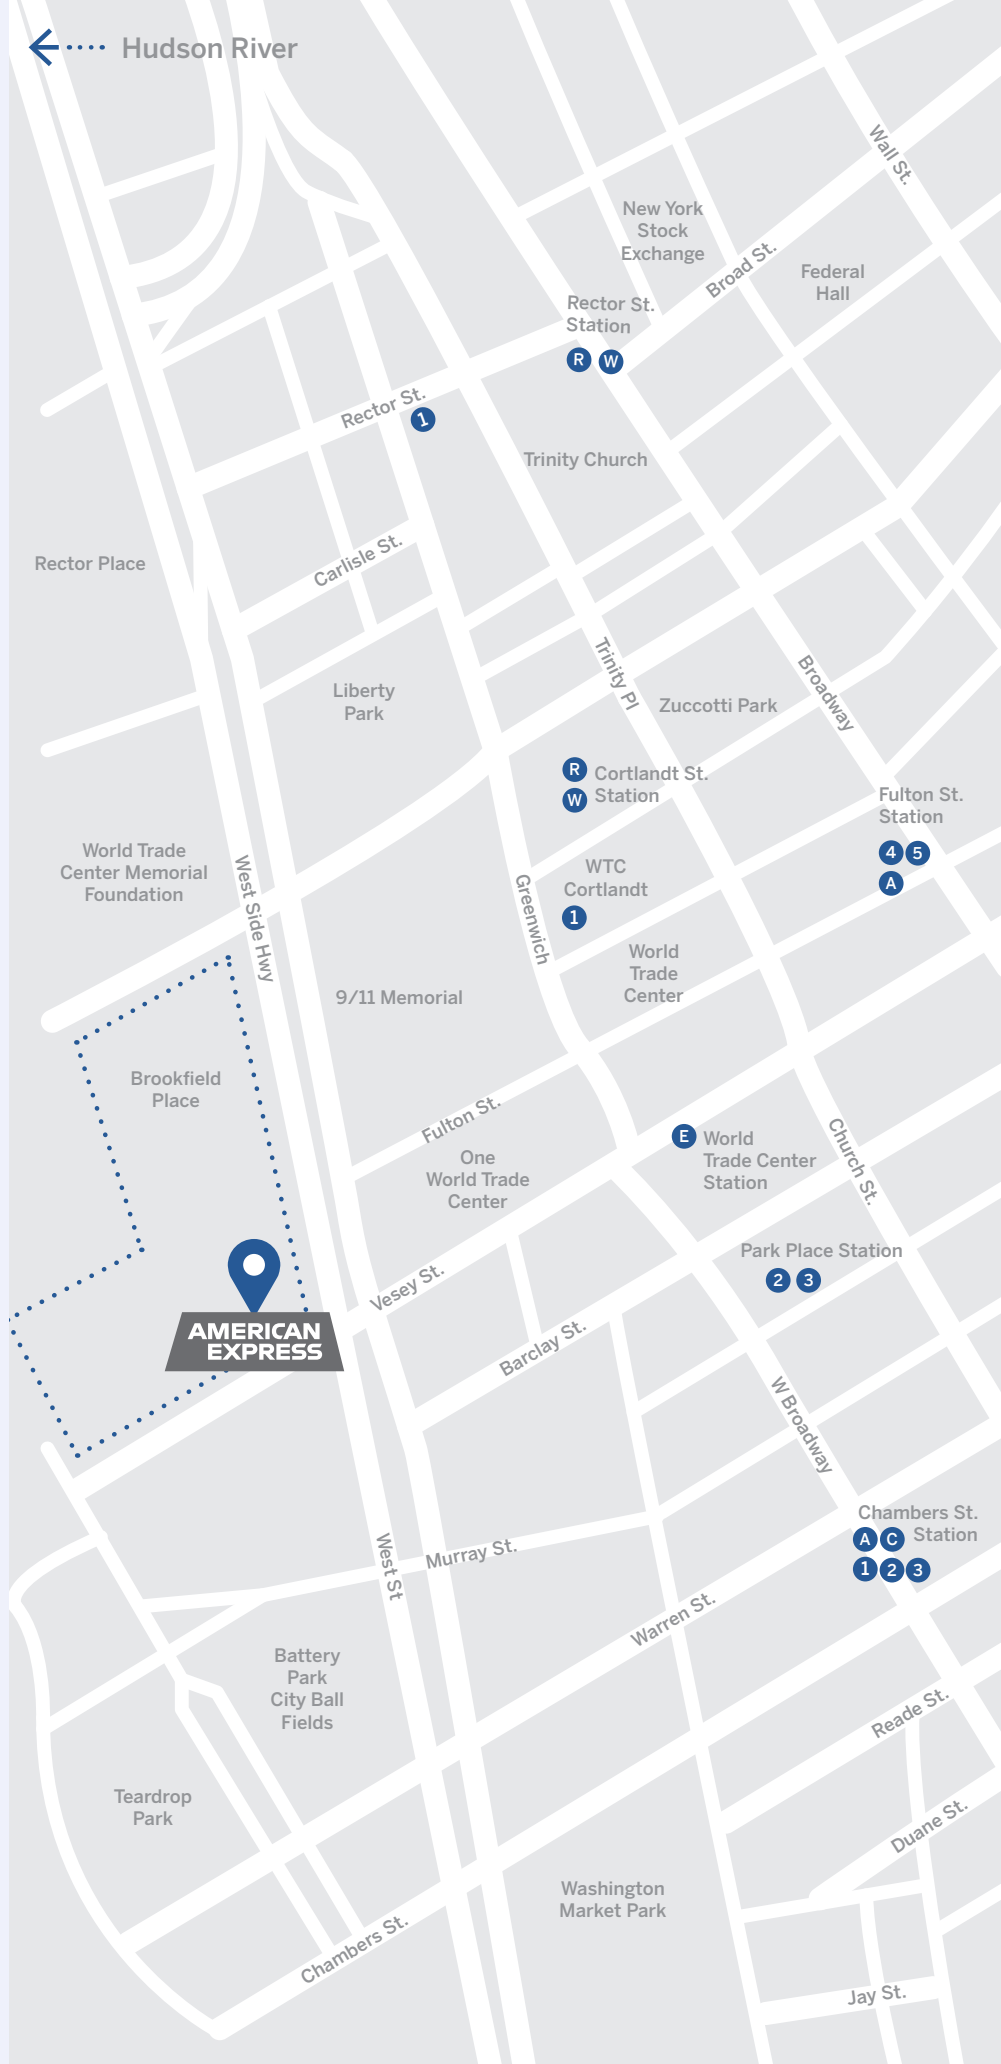 Hudson River
Wall St.
New York
Stock
Exchange
Broad St.
Federal
Hall
Rector St.
Station
R W
Rector St.
1
Trinity Church
Carlisle St.
Rector Place
Trinity Pl
Broadway
Liberty
Park
Zuccotti Park
R
W
Cortlandt St.
Station
Fulton St.
Station
4 5
A
World Trade
Center Memorial
Foundation
West Side Hwy
Greenwich
WTC
Cortlandt
1
World
Trade
Center
9/11 Memorial
Brookfield
Place
Fulton St.
One
World Trade
Center
E
World
Trade Center
Station
Church St.
Park Place Station
2 3
Vesey St.
AMERICAN
EXPRESS
Barclay St.
W Broadway
Chambers St.
Station
A C
1 2 3
West St
Murray St.
Warren St.
Battery
Park
City Ball
Fields
Reade St.
Teardrop
Park
Duane St.
Washington
Market Park
Chambers St.
Jay St.